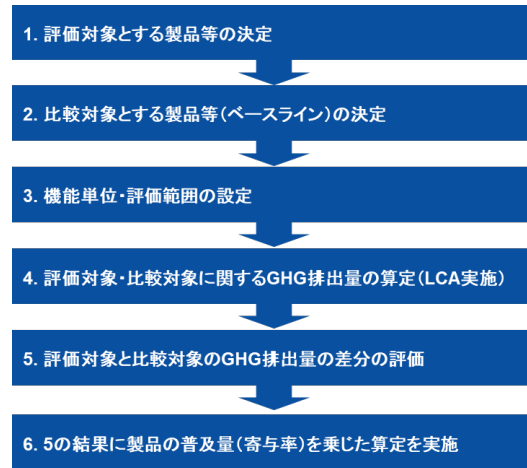 1. 評価対象とする製品等の決定
2. 比較対象とする製品等(ベースライン)の決定
3. 機能単位・評価範囲の設定
4. 評価対象・比較対象に関するGHG排出量の算定(LCA実施)
5. 評価対象と比較対象のGHG排出量の差分の評価
6. 5の結果に製品の普及量(寄与率)を乗じた算定を実施